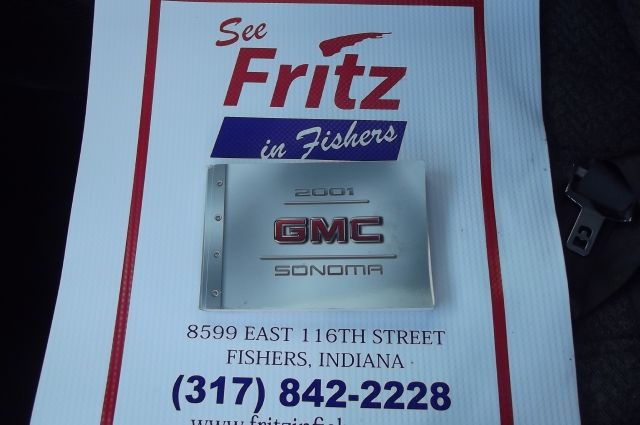 See
Fritz
in Fishers
2001
GMC
SONOMA
8599 EAST 116TH STREET
FISHERS, INDIANA
(317) 842-2228